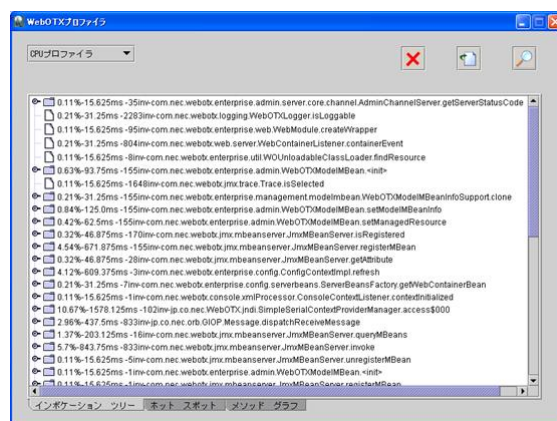 WebOTXプロファイラ
CPUプロファイラ
0.11%-15.625ms -35inv-com.nec.webotx.enterprise.admin.server.core.channel.AdminChannelServer.getServerStatusCode
0.21%-31.25ms -2283inv-com.nec.webotx.logging.WebOTXLogger.isLoggable
0.11%-15.625ms -95inv-com.nec.webotx.enterprise.web.WebModule.createWrapper
0.21%-31.25ms -804inv-com.nec.webotx.web.server.WebContainerListener.containerEvent
0.11%-15.625ms -8inv-com.nec.webotx.enterprise.util.WOUnloadableClassLoader.findResource
0.63%-93.75ms -155inv-com.nec.webotx.enterprise.admin.WebOTXModelMBean.<init>
0.11%-15.625ms -1648inv-com.nec.webotx.jmx.trace.Trace.isSelected
0.21%-31.25ms -155inv-com.nec.webotx.enterprise.management.modelmbean.WebOTXModelMBeanInfoSupport.clone
0.84%-125.0ms -155inv-com.nec.webotx.enterprise.admin.WebOTXModelMBean.setModelMBeanInfo
0.42%-62.5ms -155inv-com.nec.webotx.enterprise.admin.WebOTXModelMBean.setManagedResource
0.32%-46.875ms -170inv-com.nec.webotx.jmx.mbeanserver.JmxMBeanServer.isRegistered
4.54%-671.875ms -155inv-com.nec.webotx.jmx.mbeanserver.JmxMBeanServer.registerMBean
0.32%-46.875ms -28inv-com.nec.webotx.jmx.mbeanserver.JmxMBeanServer.getAttribute
4.12%-609.375ms -3inv-com.nec.webotx.enterprise.config.ConfigContextImpl.refresh
0.21%-31.25ms -7inv-com.nec.webotx.enterprise.config.serverbeans.ServerBeansFactory.getWebContainerBean
0.11%-15.625ms -1inv-com.nec.webotx.console.xmlProcessor.ConsoleContextListener.contextInitialized
10.67%-1578.125ms -102inv-jp.co.nec.WebOTX.jndi.SimpleSerialContextProviderManager.access$000
2.96%-437.5ms -833inv-jp.co.nec.orb.GIOP.Message.dispatchReceiveMessage
1.37%-203.125ms -16inv-com.nec.webotx.jmx.mbeanserver.JmxMBeanServer.queryMBeans
5.7%-843.75ms -833inv-com.nec.webotx.jmx.mbeanserver.JmxMBeanServer.invoke
0.11%-15.625ms -5inv-com.nec.webotx.jmx.mbeanserver.JmxMBeanServer.unregisterMBean
0.11%-15.625ms -1inv-com.nec.webotx.enterprise.admin.WebOTXModelMBean.<init>
0.11%-15.625ms -1inv-com.nec.webotx.jmx.mbeanserver.JmxMBeanServer.registerMBean
インボケーション ツリー ホット スポット メソッド グラフ